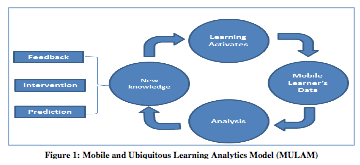 Learning
Activates
Feedback
Intervention
Prediction
New
knowledge
Mobile
Learner's
Data
Analysis
Figure 1: Mobile and Ubiquitous Learning Analytics Model (MULAM)